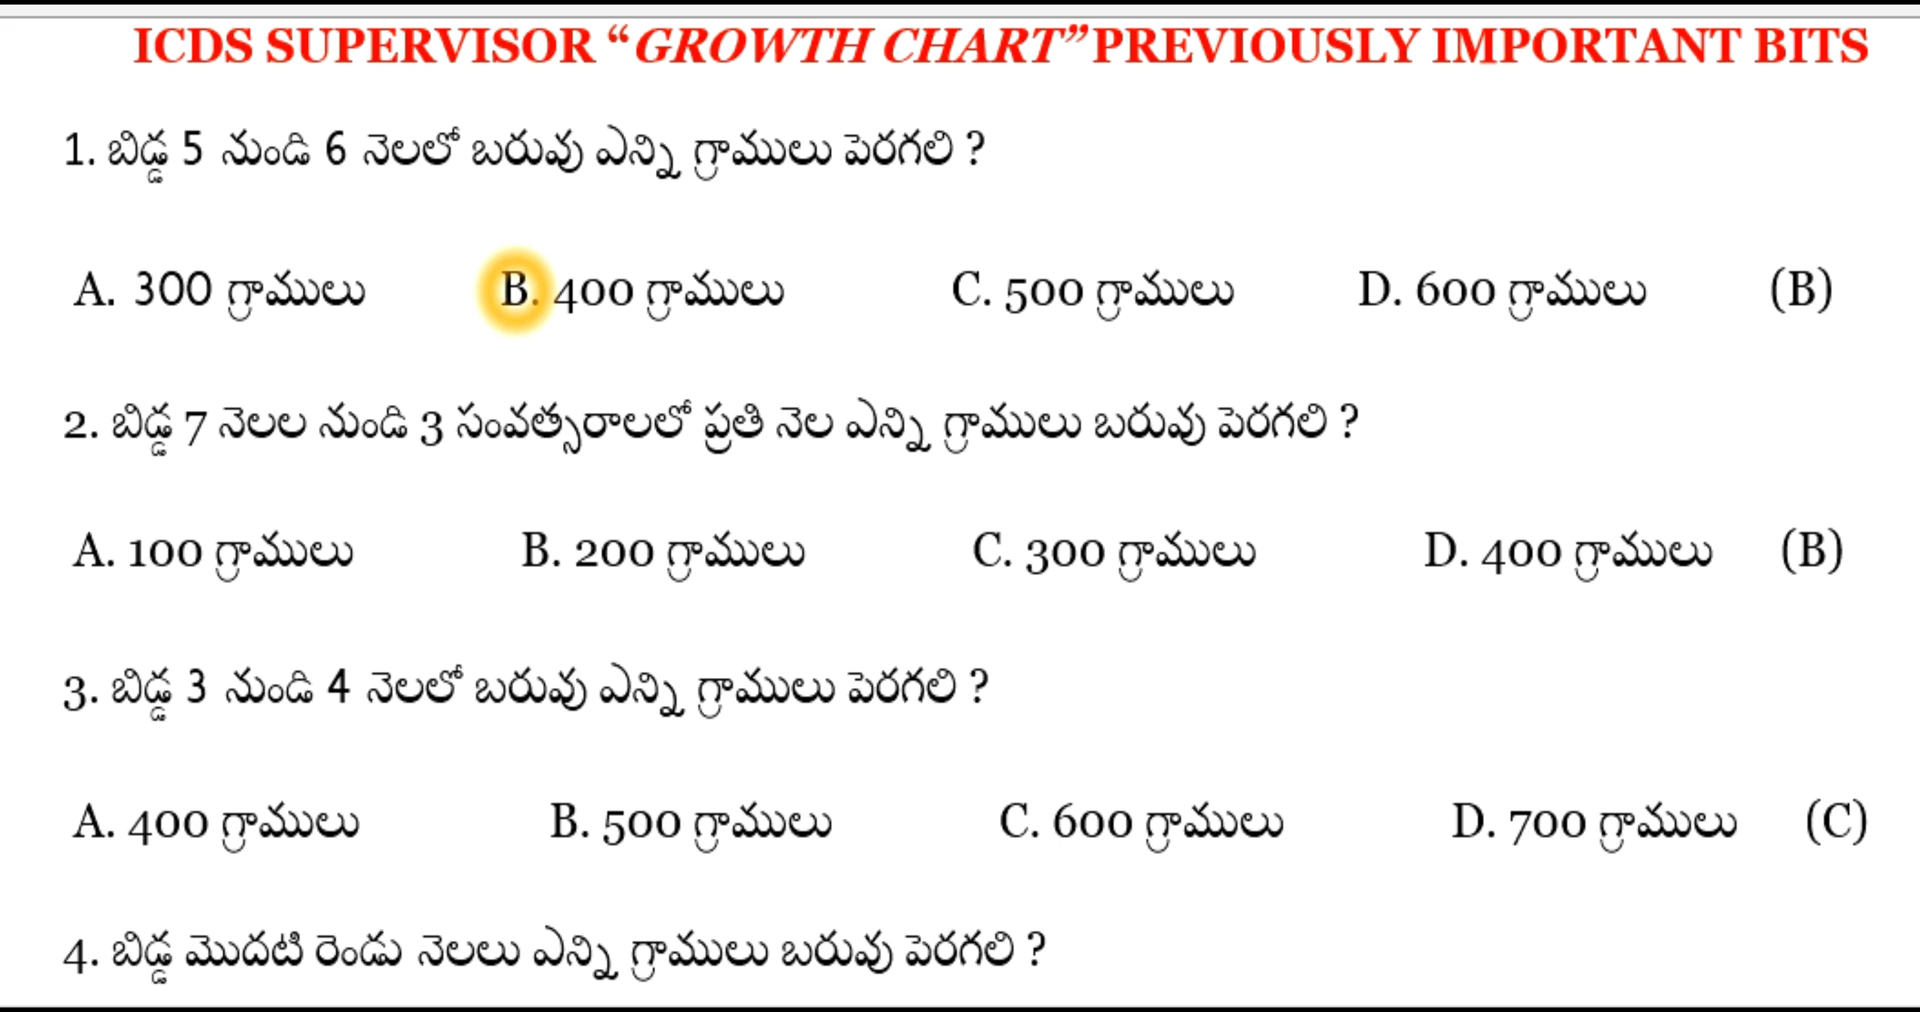 ICDS SUPERVISOR “GROWTH CHART”PREVIOUSLY IMPORTANT BITS
1. బిడ్డ 5 నుండి 6 నెలలో బరువు ఎన్ని గ్రాములు పెరగలి ?
A. 300 గ్రాములు B. 400 గ్రాములు C. 500 గ్రాములు D. 600 గ్రాములు (B)
2. బిడ్డ 7 నెలల నుండి 3 సంవత్సరాలలో ప్రతి నెల ఎన్ని గ్రాములు బరువు పెరగలి ?
A. 100 గ్రాములు B. 200 గ్రాములు C. 300 గ్రాములు D. 400 గ్రాములు (B)
3. బిడ్డ 3 నుండి 4 నెలలో బరువు ఎన్ని గ్రాములు పెరగలి ?
A. 400 గ్రాములు B. 500 గ్రాములు C. 600 గ్రాములు D. 700 గ్రాములు (C)
4. బిడ్డ మొదటి రెండు నెలలు ఎన్ని గ్రాములు బరువు పెరగలి ?